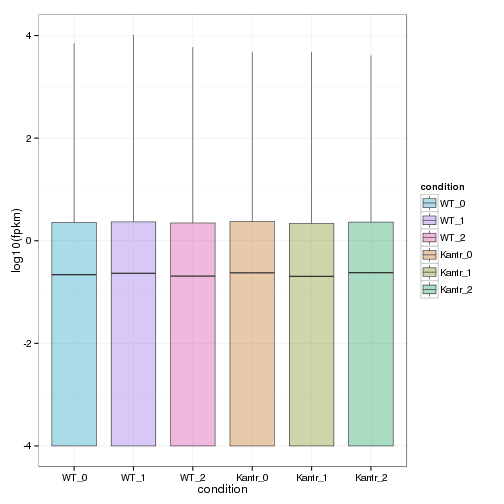 4
2
0
-2
-4
log10(fpkm)
WT_0 WT_1 WT_2 Kantr_0 Kantr_1 Kantr_2
condition
condition
WT_0
WT_1
WT_2
Kantr_0
Kantr_1
Kantr_2